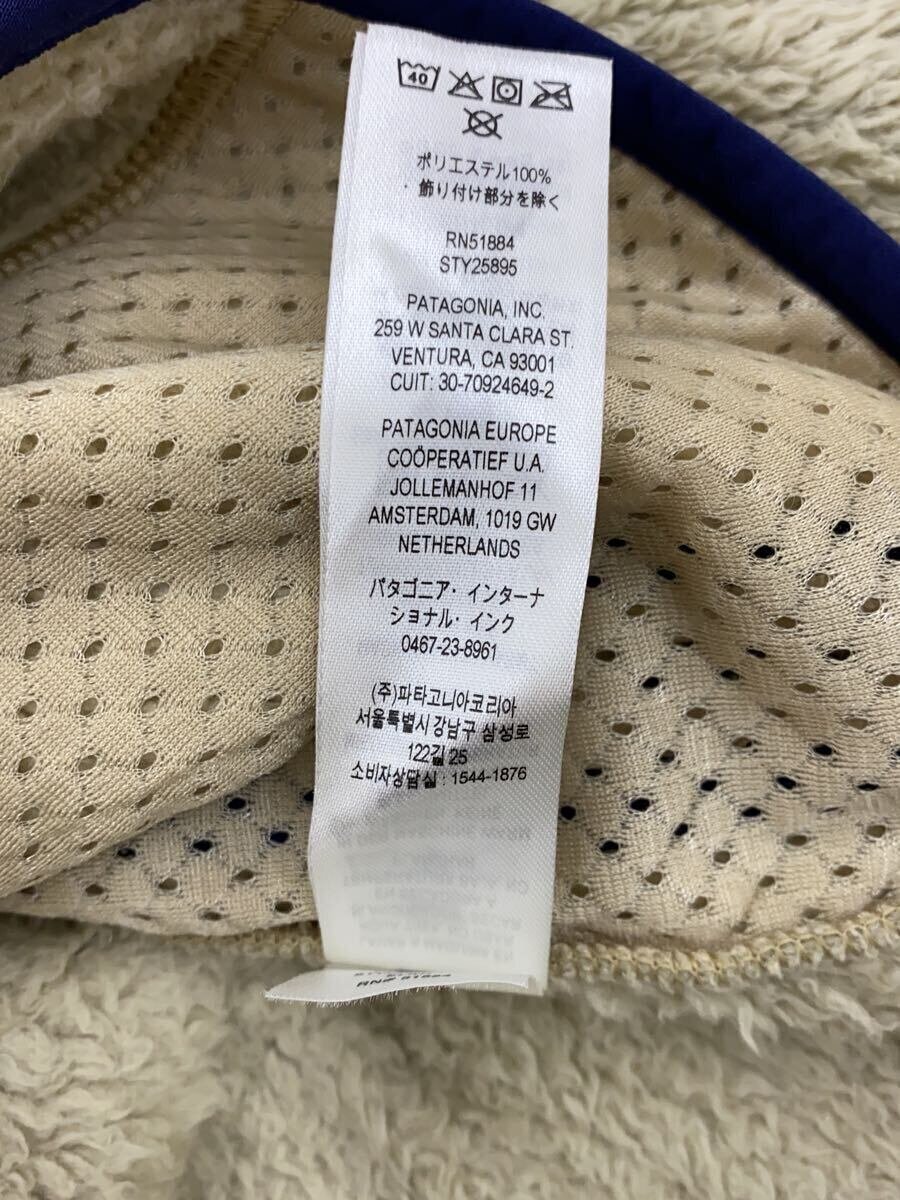 40
ポリエステル100%
・飾り付け部分を除く
RN51884
STY25895
PATAGONIA, INC.
259 W SANTA CLARA ST.
VENTURA, CA 93001
CUIT: 30-70924649-2
PATAGONIA EUROPE
COÖPERATIEF U.A.
JOLLEMANHOF 11
AMSTERDAM, 1019 GW
NETHERLANDS
パタゴニア・インターナ
ショナル・インク
0467-23-8961
(주)파타고니아코리아
서울특별시 강남구 삼성로
122길 25
소비자상담실 : 1544-1876
RN# 51884